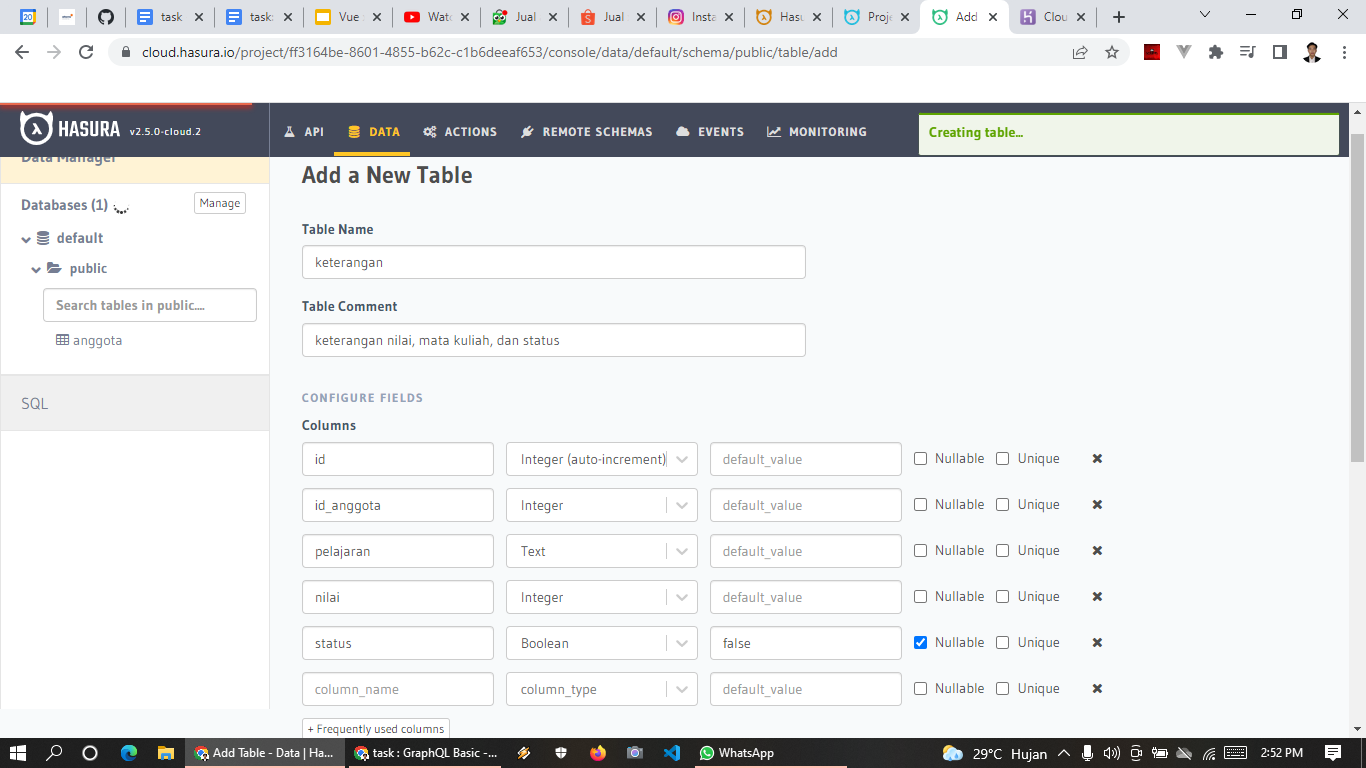 task
task:
Vue
Wato
Jual
Jual
Insta
Hasu
Proje
Add
Clou
cloud.hasura.io/project/ff3164be-8601-4855-b62c-c1b6deeaf653/console/data/default/schema/public/table/add
HASURA v2.5.0-cloud.2
API
DATA
ACTIONS
REMOTE SCHEMAS
EVENTS
MONITORING
Creating table...
Data Manager
Databases (1)
Manage
default
public
Search tables in public....
anggota
SQL
Add a New Table
Table Name
keterangan
Table Comment
keterangan nilai, mata kuliah, dan status
CONFIGURE FIELDS
Columns
id Integer (auto-increment) default_value Nullable Unique
id_anggota Integer default_value Nullable Unique
pelajaran Text default_value Nullable Unique
nilai Integer default_value Nullable Unique
status Boolean false Nullable Unique
column_name column_type default_value Nullable Unique
+ Frequently used columns
Add Table - Data | Ha...
task : GraphQL Basic -...
WhatsApp
29°C Hujan
2:52 PM